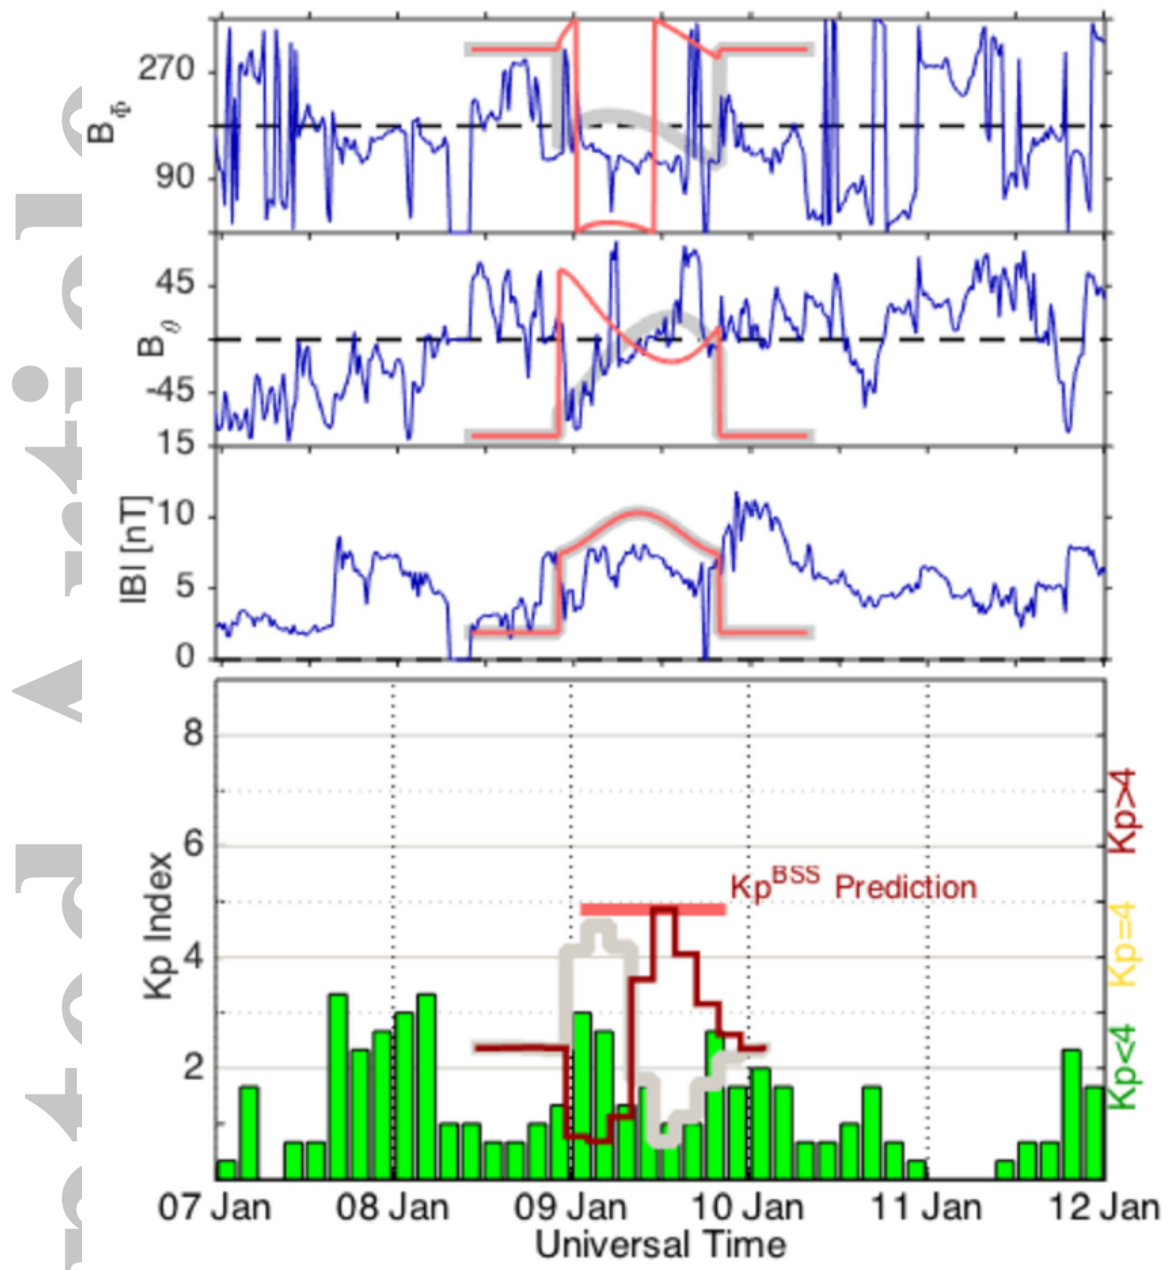 270
90
B_Φ
45
-45
B_ϑ
15
10
5
0
|B| [nT]
8
6
4
2
Kp Index
Kp^BSS Prediction
Kp>4
Kp=4
Kp<4
07 Jan 08 Jan 09 Jan 10 Jan 11 Jan 12 Jan
Universal Time